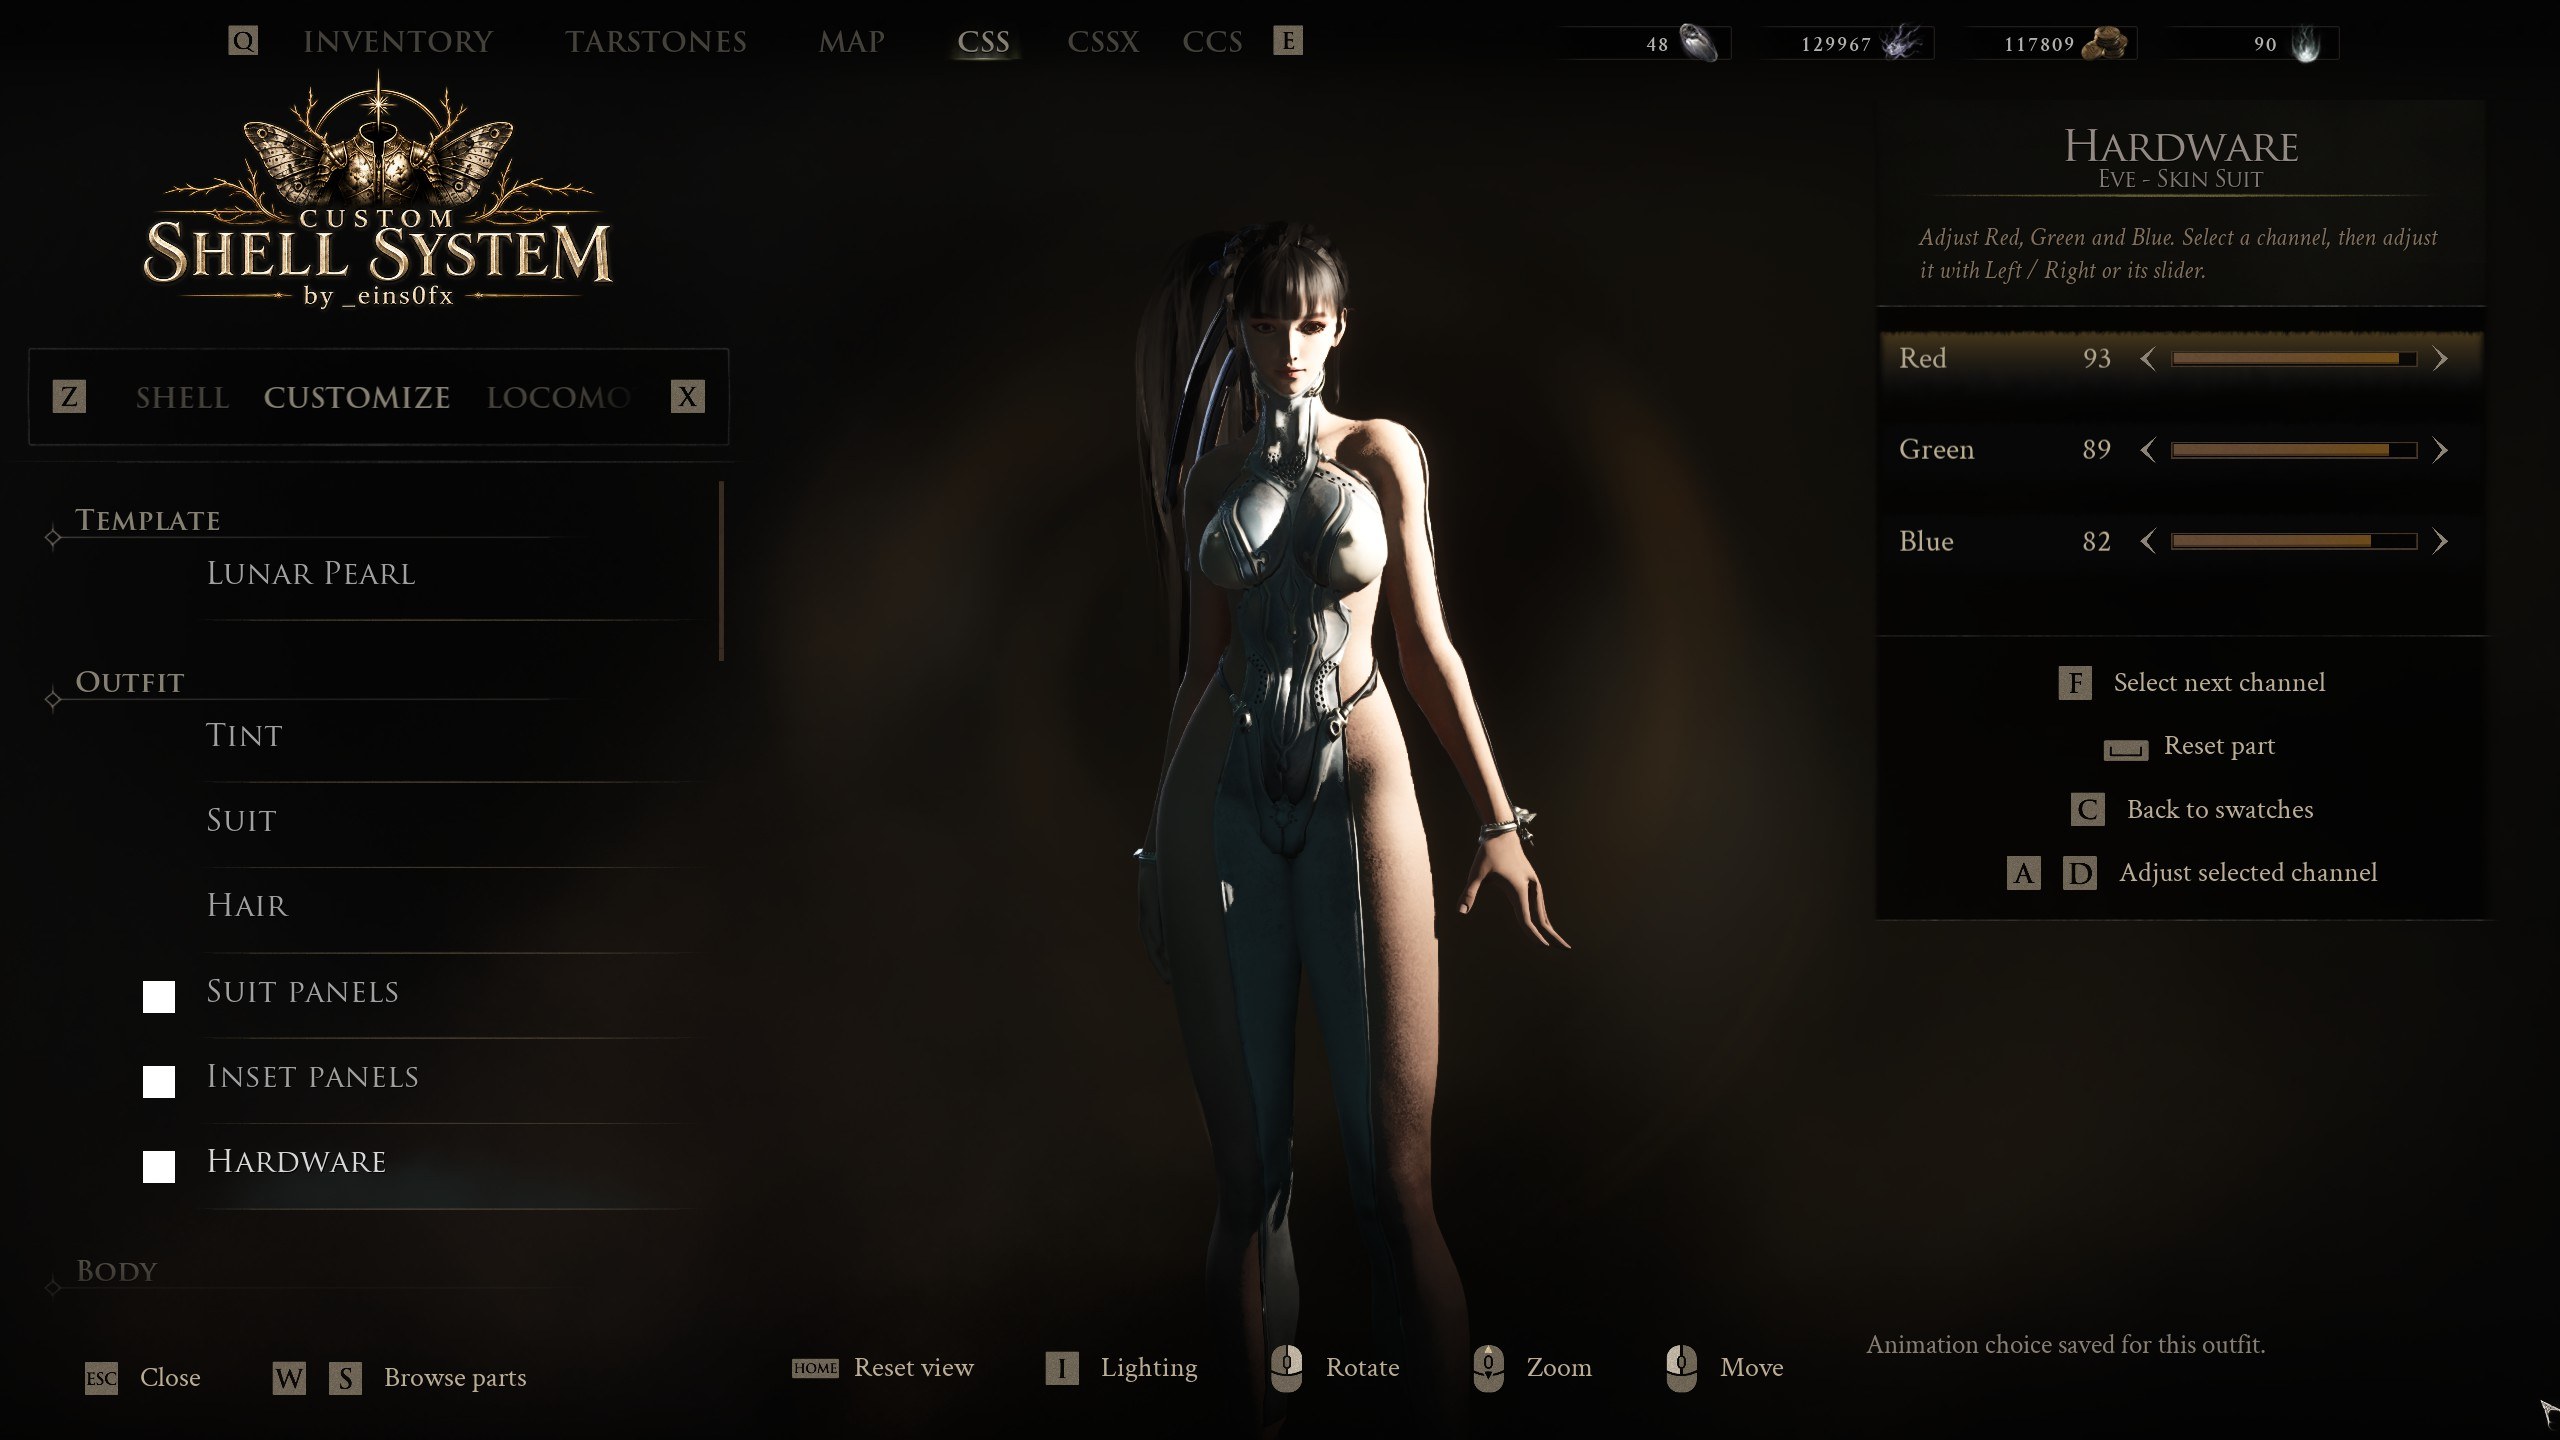 Q INVENTORY TARSTONES MAP CSS CSSX CCS E 48 129967 117809 90
CUSTOM
SHELL SYSTEM
by _eins0fx
Z SHELL CUSTOMIZE LOCOMO X
TEMPLATE
LUNAR PEARL
OUTFIT
TINT
SUIT
HAIR
SUIT PANELS
INSET PANELS
HARDWARE
BODY
ESC Close W S Browse parts
HOME Reset view I Lighting Rotate Zoom Move
HARDWARE
EVE - SKIN SUIT
Adjust Red, Green and Blue. Select a channel, then adjust
it with Left / Right or its slider.
Red 93
Green 89
Blue 82
F Select next channel
Reset part
C Back to swatches
A D Adjust selected channel
Animation choice saved for this outfit.